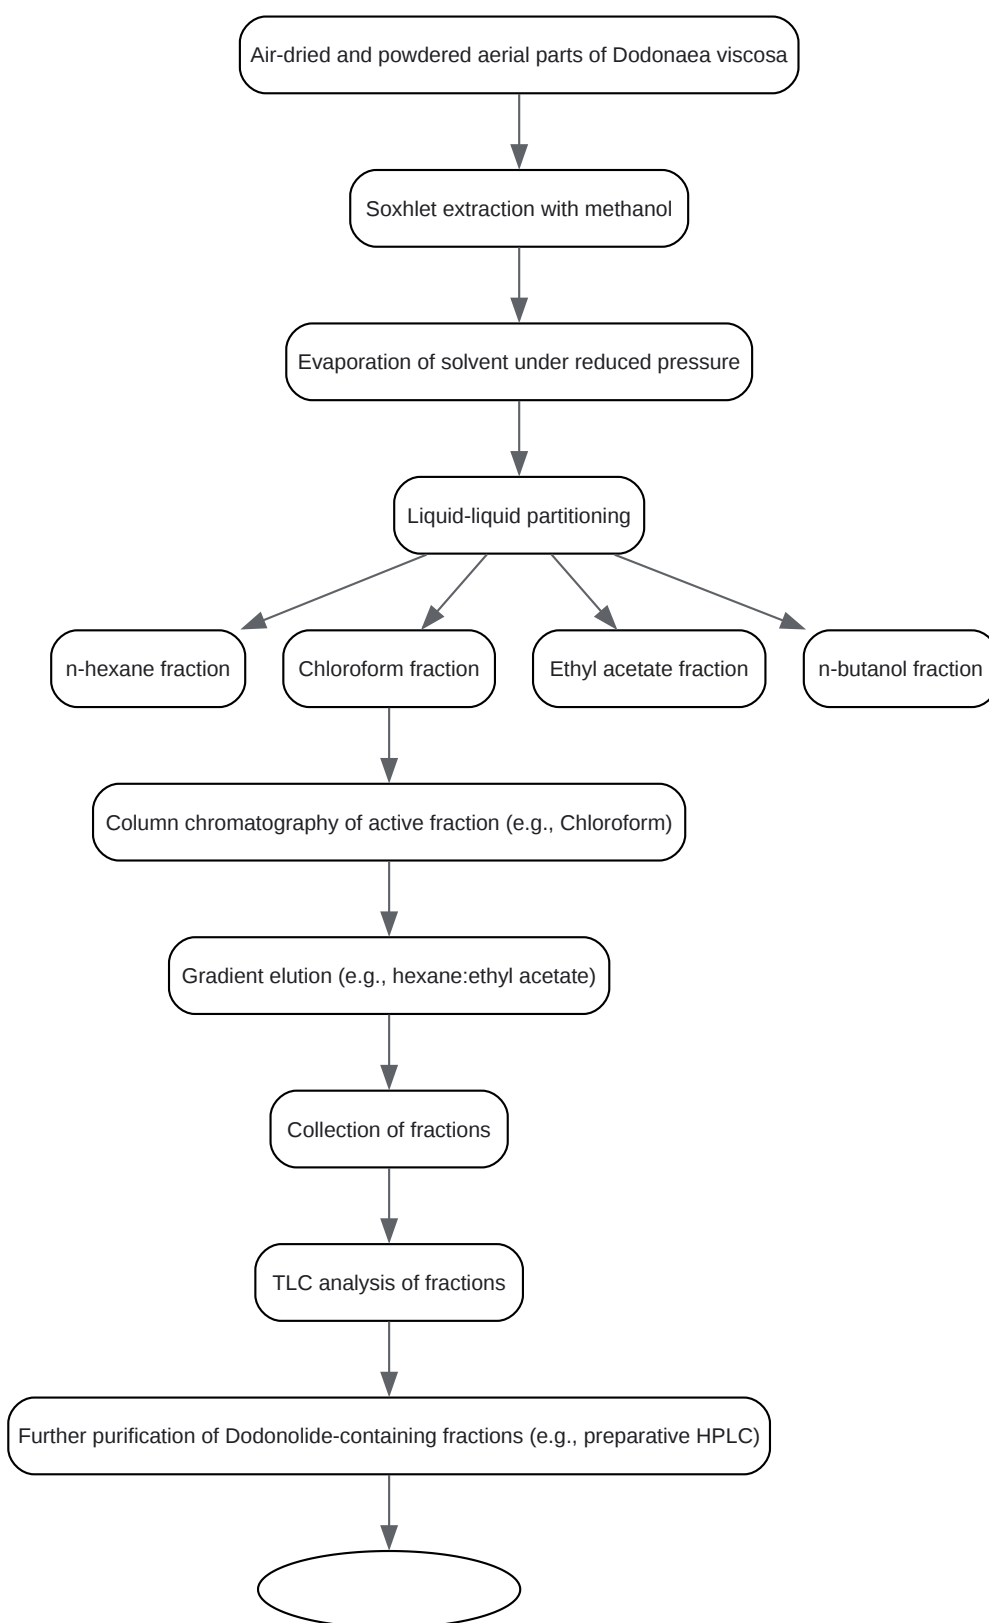 Air-dried and powdered aerial parts of Dodonaea viscosa
Soxhlet extraction with methanol
Evaporation of solvent under reduced pressure
Liquid-liquid partitioning
n-hexane fraction
Chloroform fraction
Ethyl acetate fraction
n-butanol fraction
Column chromatography of active fraction (e.g., Chloroform)
Gradient elution (e.g., hexane:ethyl acetate)
Collection of fractions
TLC analysis of fractions
Further purification of Dodonolide-containing fractions (e.g., preparative HPLC)